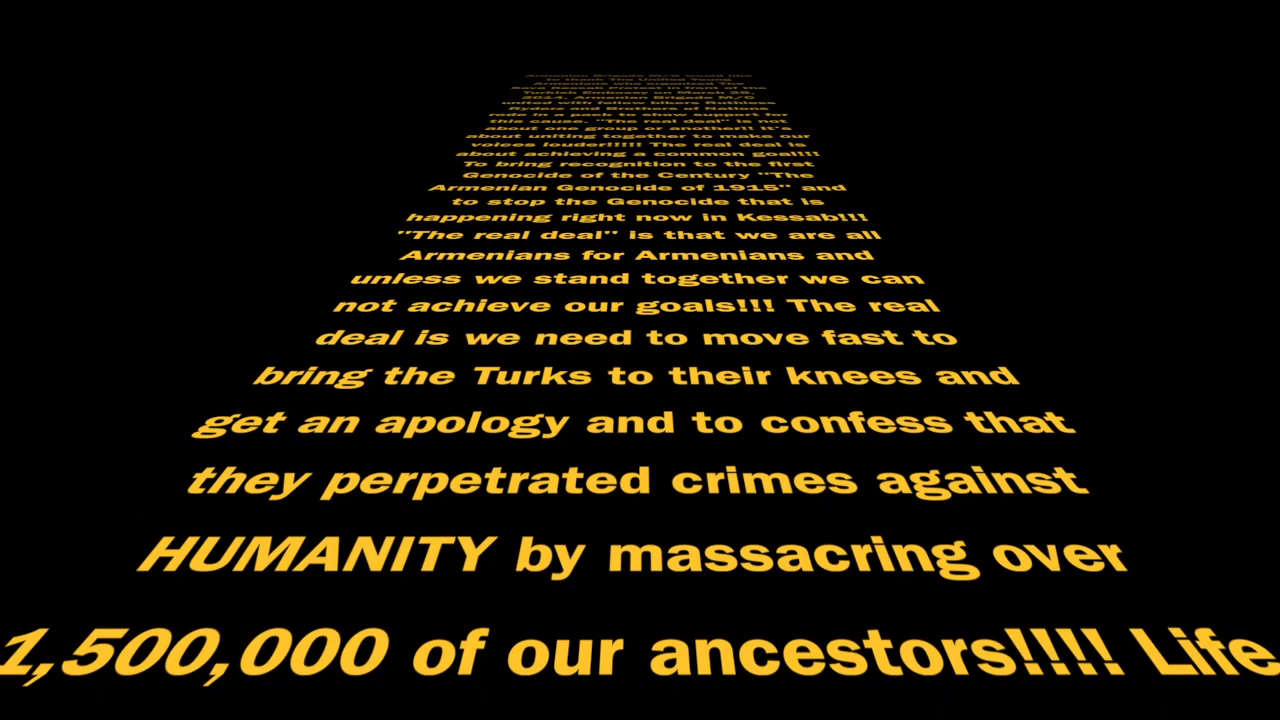 Armenian Brigade M/C would like
to thank The Unified Young
Armenians who organized The
Save Kessab Protest in front of the
Turkish Embassy on March 28,
2014. Armenian Brigade M/C
united with fellow bikers Ruthless
Ryders and Brothers of Nations
rode in a pack to show support for
this cause. "The real deal" is not
about one group or another!! It's
about uniting together to make our
voices louder!!!!! The real deal is
about achieving a common goal!!!
To bring recognition to the first
Genocide of the Century "The
Armenian Genocide of 1915" and
to stop the Genocide that is
happening right now in Kessab!!!
"The real deal" is that we are all
Armenians for Armenians and
unless we stand together we can
not achieve our goals!!! The real
deal is we need to move fast to
bring the Turks to their knees and
get an apology and to confess that
they perpetrated crimes against
HUMANITY by massacring over
1,500,000 of our ancestors!!!! Life